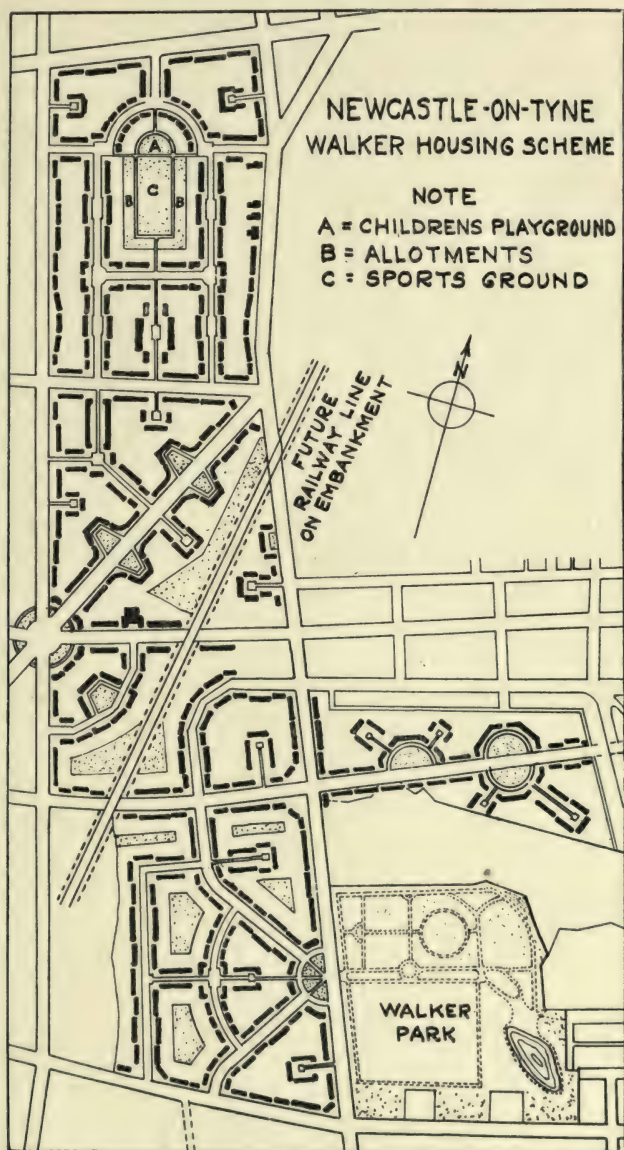 NEWCASTLE-ON-TYNE
WALKER HOUSING SCHEME
NOTE
A = CHILDRENS PLAYGROUND
B = ALLOTMENTS
C = SPORTS GROUND
A
B
C
B
N
FUTURE
RAILWAY LINE
ON EMBANKMENT
WALKER
PARK